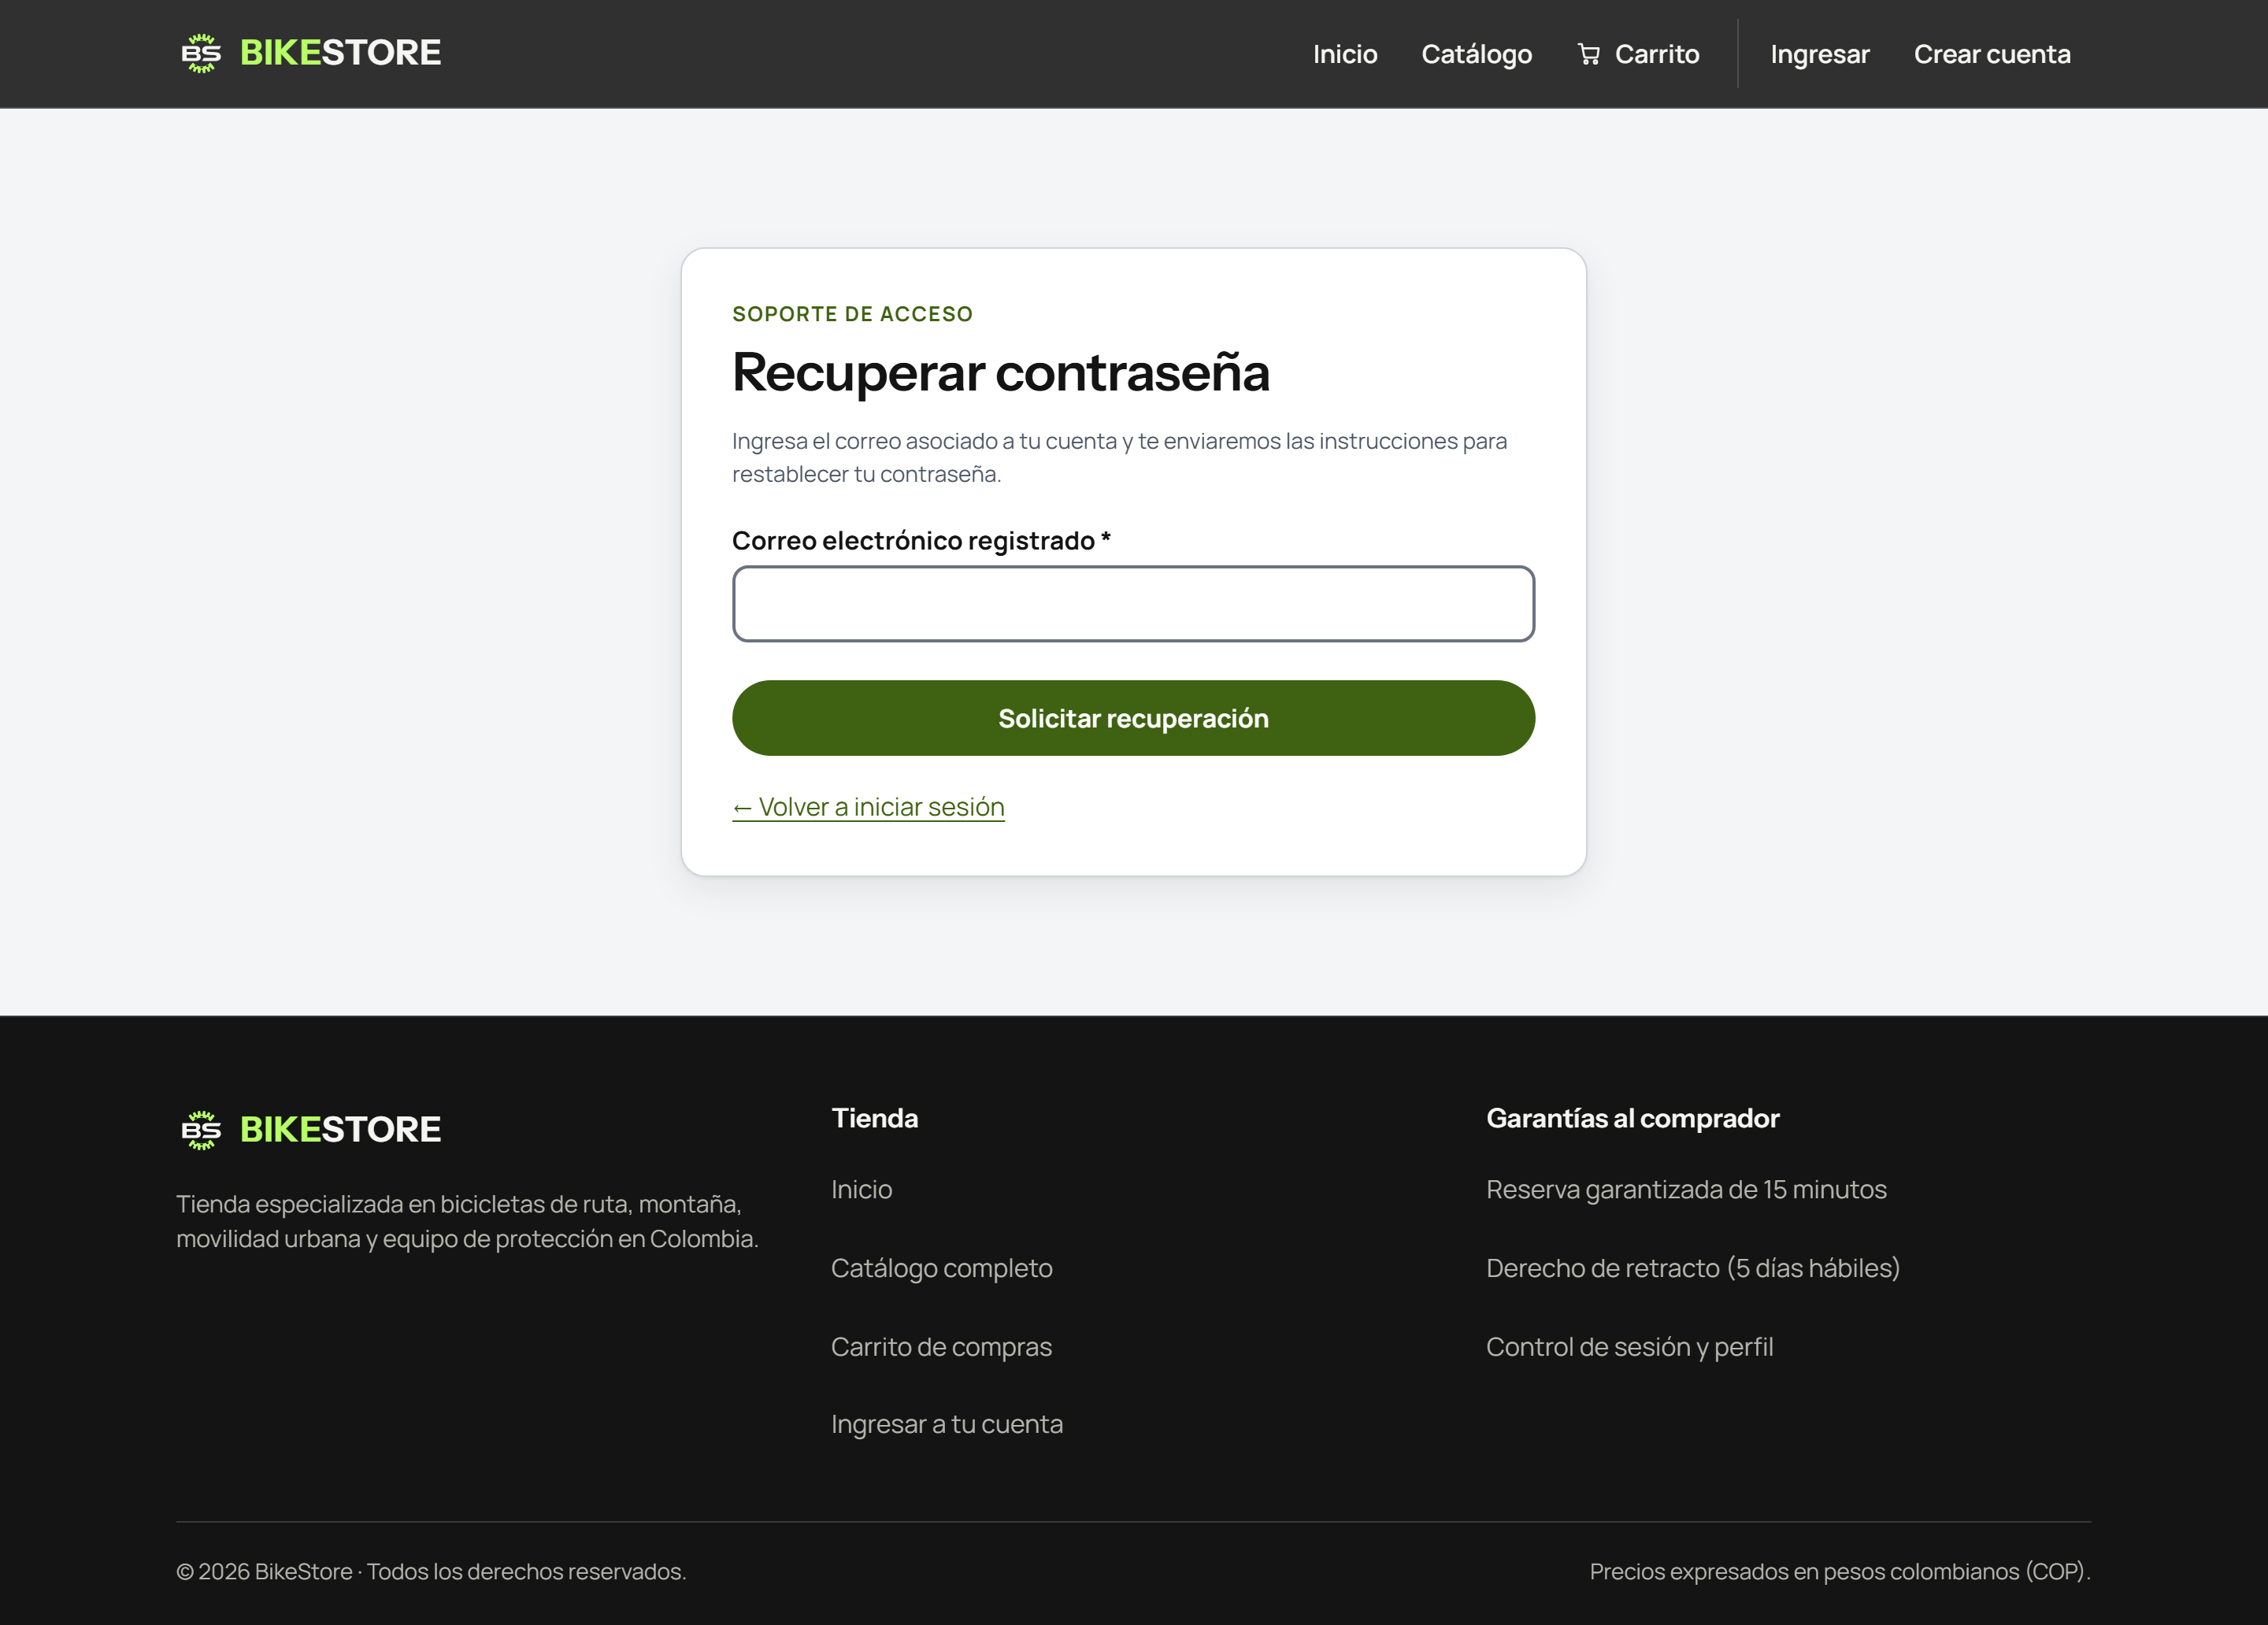 BS BIKESTORE
Inicio Catálogo Carrito Ingresar Crear cuenta
SOPORTE DE ACCESO
Recuperar contraseña
Ingresa el correo asociado a tu cuenta y te enviaremos las instrucciones para
restablecer tu contraseña.
Correo electrónico registrado *
Solicitar recuperación
← Volver a iniciar sesión
BS BIKESTORE
Tienda especializada en bicicletas de ruta, montaña,
movilidad urbana y equipo de protección en Colombia.
Tienda
Inicio
Catálogo completo
Carrito de compras
Ingresar a tu cuenta
Garantías al comprador
Reserva garantizada de 15 minutos
Derecho de retracto (5 días hábiles)
Control de sesión y perfil
© 2026 BikeStore · Todos los derechos reservados.
Precios expresados en pesos colombianos (COP).